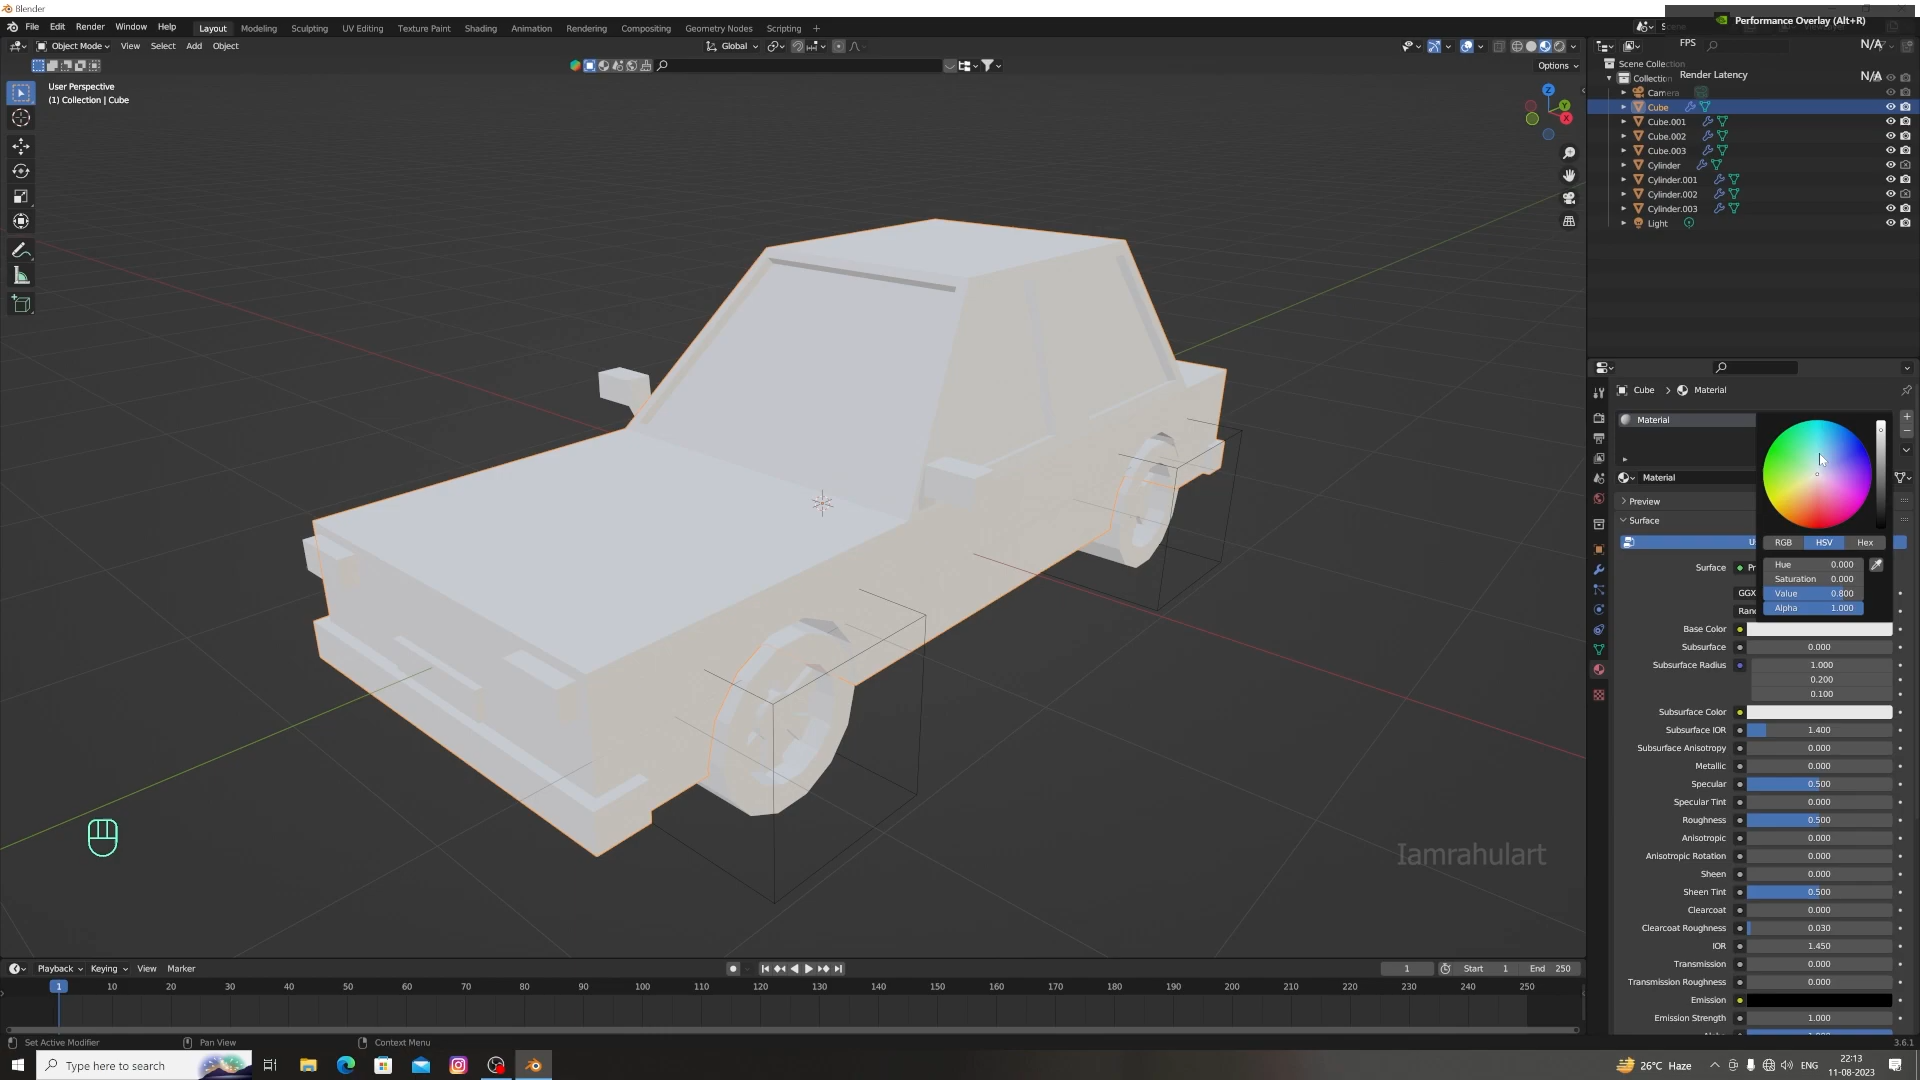 Blender
File Edit Render Window Help Layout Modeling Sculpting UV Editing Texture Paint Shading Animation Rendering Compositing Geometry Nodes Scripting +
Performance Overlay (Alt+R)
Object Mode View Select Add Object Global
FPS N/A
Options
User Perspective
(1) Collection | Cube
Scene Collection
Collection
Render Latency N/A
Camera
Cube
Cube.001
Cube.002
Cube.003
Cylinder
Cylinder.001
Cylinder.002
Cylinder.003
Light
Z
Y
X
Cube > Material
Material
Material
Preview
Surface
RGB HSV Hex
Hue 0.000
Saturation 0.000
Value 0.800
Alpha 1.000
Surface Pr
GGX
Ran
Base Color
Subsurface 0.000
Subsurface Radius 1.000
0.200
0.100
Subsurface Color
Subsurface IOR 1.400
Subsurface Anisotropy 0.000
Metallic 0.000
Specular 0.500
Specular Tint 0.000
Roughness 0.500
Anisotropic 0.000
Anisotropic Rotation 0.000
Sheen 0.000
Sheen Tint 0.500
Clearcoat 0.000
Clearcoat Roughness 0.030
IOR 1.450
Transmission 0.000
Transmission Roughness 0.000
Emission
Emission Strength 1.000
Iamrahulart
Playback Keying View Marker 1 Start 1 End 250
1 10 20 30 40 50 60 70 80 90 100 110 120 130 140 150 160 170 180 190 200 210 220 230 240 250
Set Active Modifier Pan View Context Menu 3.6.1
Type here to search
26°C Haze ENG
22:13
11-08-2023